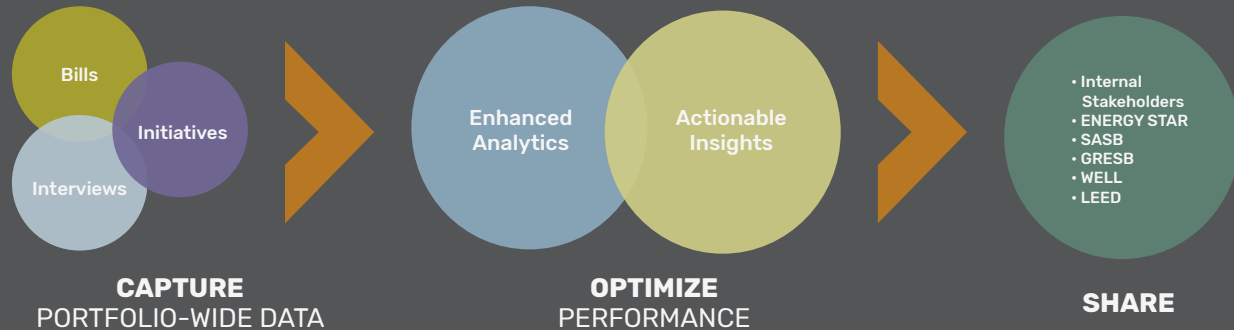 Bills
Initiatives
Interviews
CAPTURE
PORTFOLIO-WIDE DATA
Enhanced
Analytics
Actionable
Insights
OPTIMIZE
PERFORMANCE
• Internal
Stakeholders
• ENERGY STAR
• SASB
• GRESB
• WELL
• LEED
SHARE